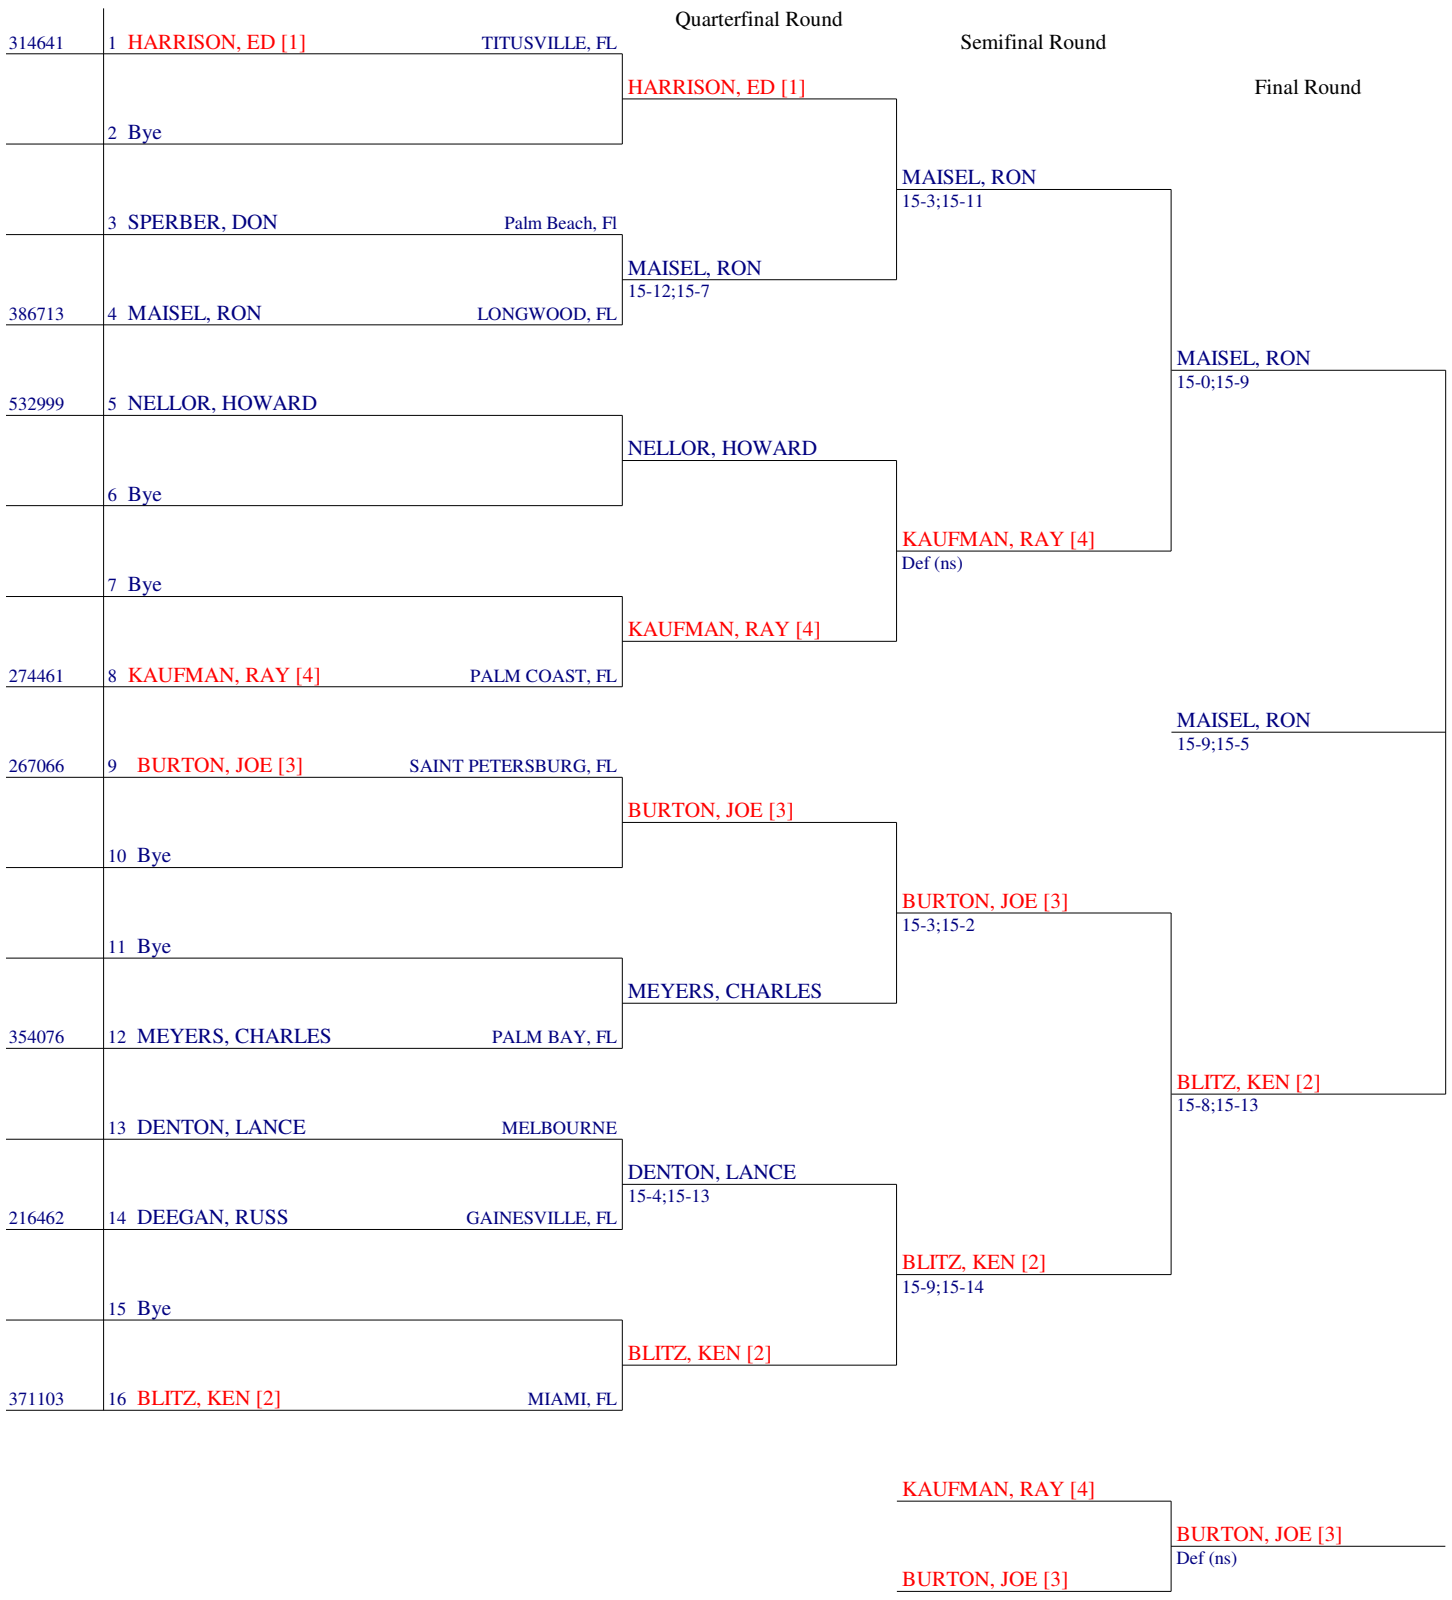 Quarterfinal Round
314641 1 HARRISON, ED [1] TITUSVILLE, FL
Semifinal Round
HARRISON, ED [1]
Final Round
2 Bye
MAISEL, RON
15-3;15-11
3 SPERBER, DON Palm Beach, Fl
MAISEL, RON
15-12;15-7
386713 4 MAISEL, RON LONGWOOD, FL
MAISEL, RON
15-0;15-9
532999 5 NELLOR, HOWARD
NELLOR, HOWARD
6 Bye
KAUFMAN, RAY [4]
Def (ns)
7 Bye
KAUFMAN, RAY [4]
274461 8 KAUFMAN, RAY [4] PALM COAST, FL
MAISEL, RON
15-9;15-5
267066 9 BURTON, JOE [3] SAINT PETERSBURG, FL
BURTON, JOE [3]
10 Bye
BURTON, JOE [3]
15-3;15-2
11 Bye
MEYERS, CHARLES
354076 12 MEYERS, CHARLES PALM BAY, FL
BLITZ, KEN [2]
15-8;15-13
13 DENTON, LANCE MELBOURNE
DENTON, LANCE
15-4;15-13
216462 14 DEEGAN, RUSS GAINESVILLE, FL
BLITZ, KEN [2]
15-9;15-14
15 Bye
BLITZ, KEN [2]
371103 16 BLITZ, KEN [2] MIAMI, FL
KAUFMAN, RAY [4]
BURTON, JOE [3]
Def (ns)
BURTON, JOE [3]